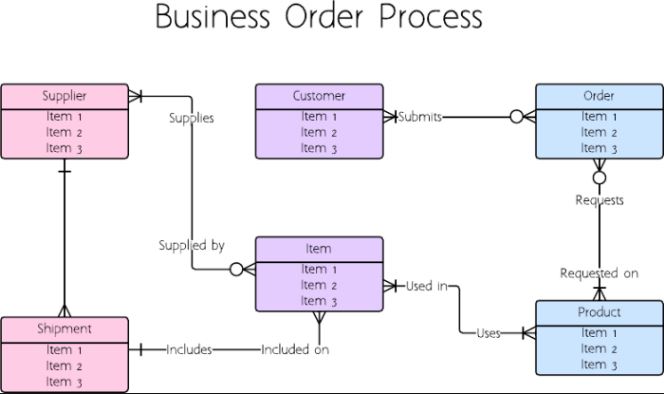 Business Order Process
Supplier
Item 1
Item 2
Item 3
Customer
Item 1
Item 2
Item 3
Order
Item 1
Item 2
Item 3
Supplies
Submits
Requests
Supplied by
Item
Item 1
Item 2
Item 3
Requested on
Used in
Product
Item 1
Item 2
Item 3
Uses
Shipment
Item 1
Item 2
Item 3
Includes
Included on